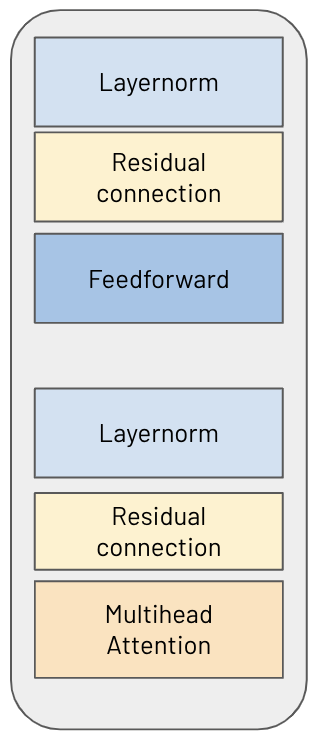 Layernorm
Residual
connection
Feedforward
Layernorm
Residual
connection
Multihead
Attention